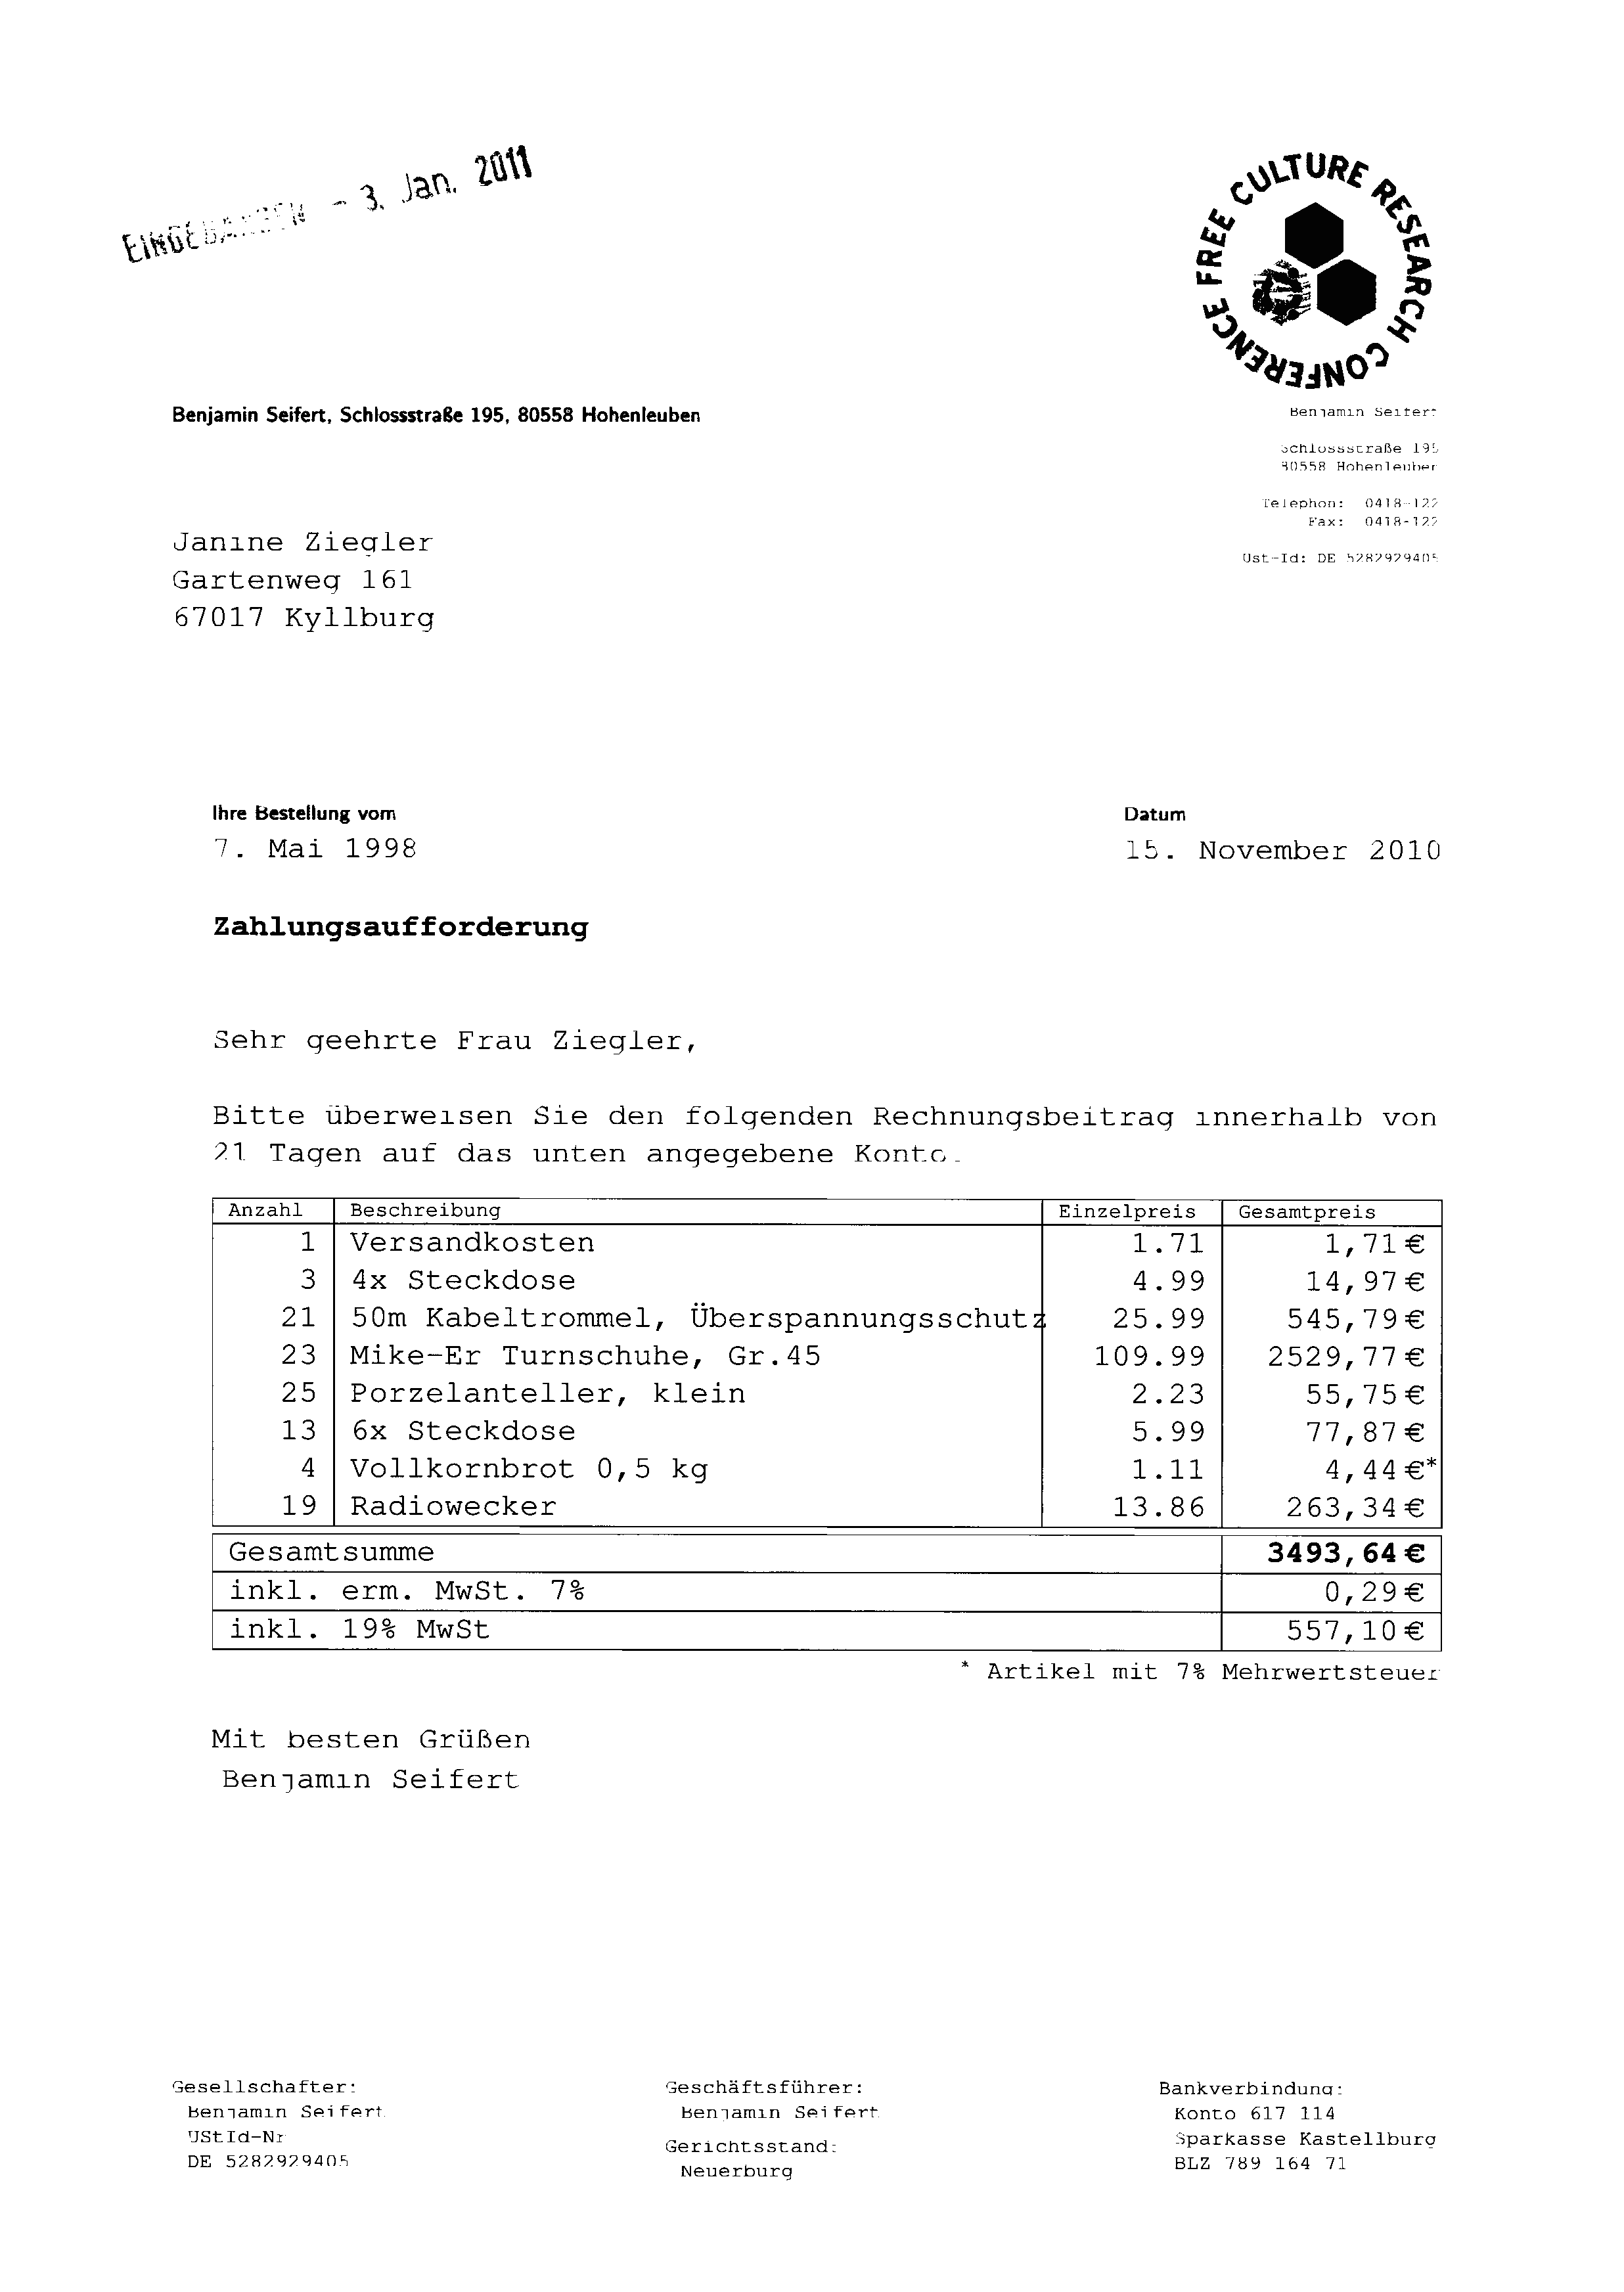 EINGEGANGEN - 3. Jan. 2011
FREE CULTURE RESEARCH CONFERENCE
Benjamin Seifert, Schlossstraße 195, 80558 Hohenleuben
Benjamin Seifert
Schlossstraße 195
80558 Hohenleuben
Telephon: 0418-122
Fax: 0418-122
Ust-Id: DE 5282929405
Janine Ziegler
Gartenweg 161
67017 Kyllburg
Ihre Bestellung vom Datum
7. Mai 1998 15. November 2010
Zahlungsaufforderung
Sehr geehrte Frau Ziegler,
Bitte überweisen Sie den folgenden Rechnungsbeitrag innerhalb von
21 Tagen auf das unten angegebene Konto.
Anzahl Beschreibung Einzelpreis Gesamtpreis
1 Versandkosten 1.71 1,71€
3 4x Steckdose 4.99 14,97€
21 50m Kabeltrommel, Überspannungsschutz 25.99 545,79€
23 Mike-Er Turnschuhe, Gr.45 109.99 2529,77€
25 Porzelanteller, klein 2.23 55,75€
13 6x Steckdose 5.99 77,87€
4 Vollkornbrot 0,5 kg 1.11 4,44€*
19 Radiowecker 13.86 263,34€
Gesamtsumme 3493,64€
inkl. erm. MwSt. 7% 0,29€
inkl. 19% MwSt 557,10€
* Artikel mit 7% Mehrwertsteuer
Mit besten Grüßen
Benjamin Seifert
Gesellschafter:
Benjamin Seifert
UStId-Nr
DE 5282929405
Geschäftsführer:
Benjamin Seifert
Gerichtsstand:
Neuerburg
Bankverbindung:
Konto 617 114
Sparkasse Kastellburg
BLZ 789 164 71